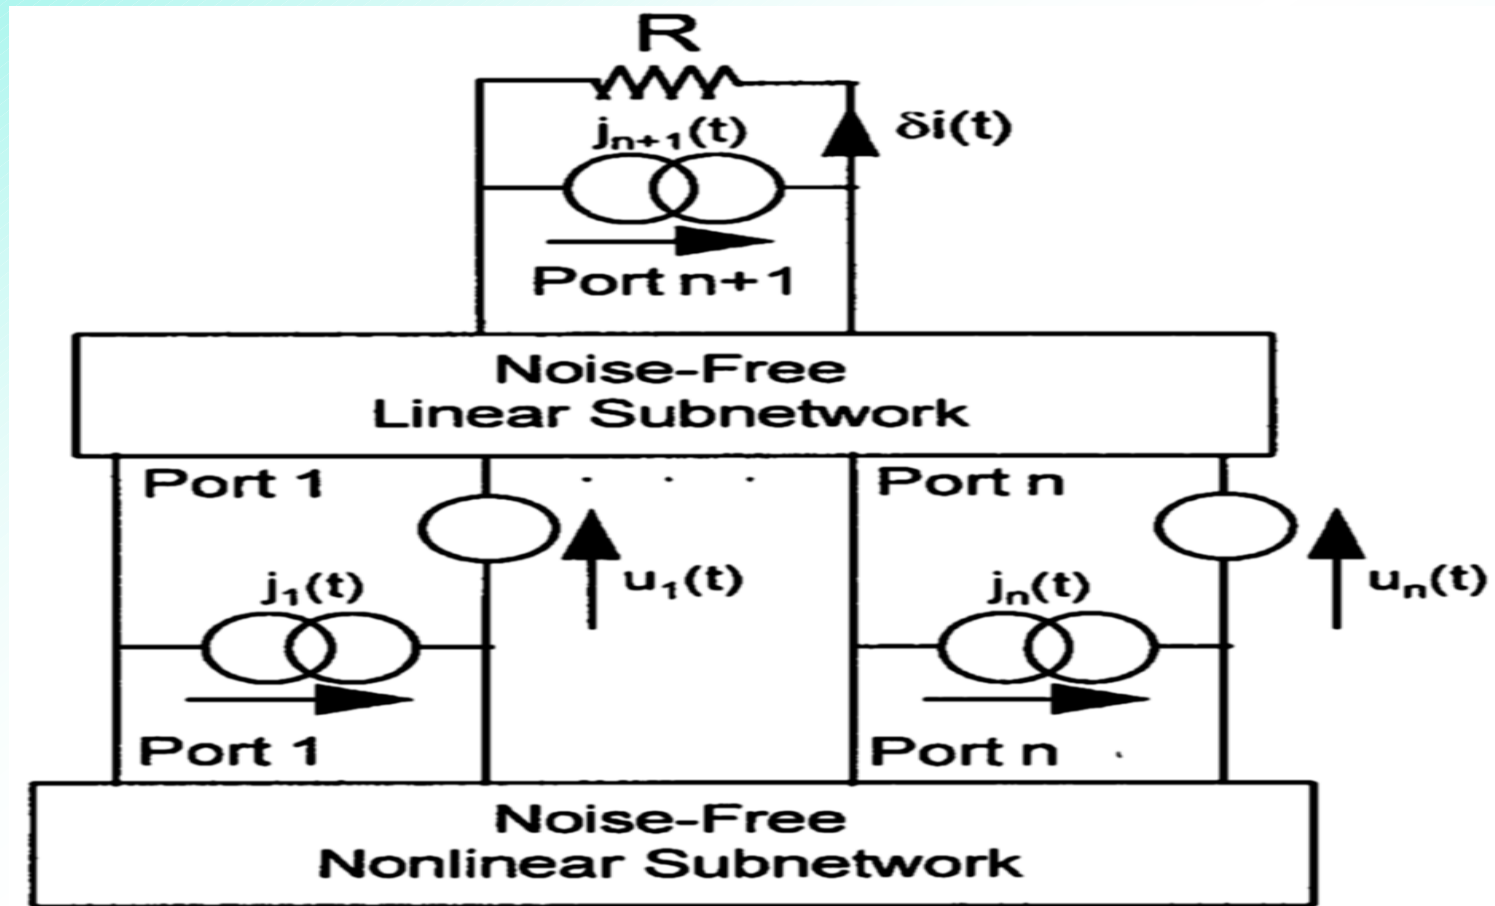 R
jn+1(t)
δi(t)
Port n+1
Noise-Free
Linear Subnetwork
Port 1
. . .
Port n
j1(t)
u1(t)
jn(t)
un(t)
Port 1
Port n
Noise-Free
Nonlinear Subnetwork